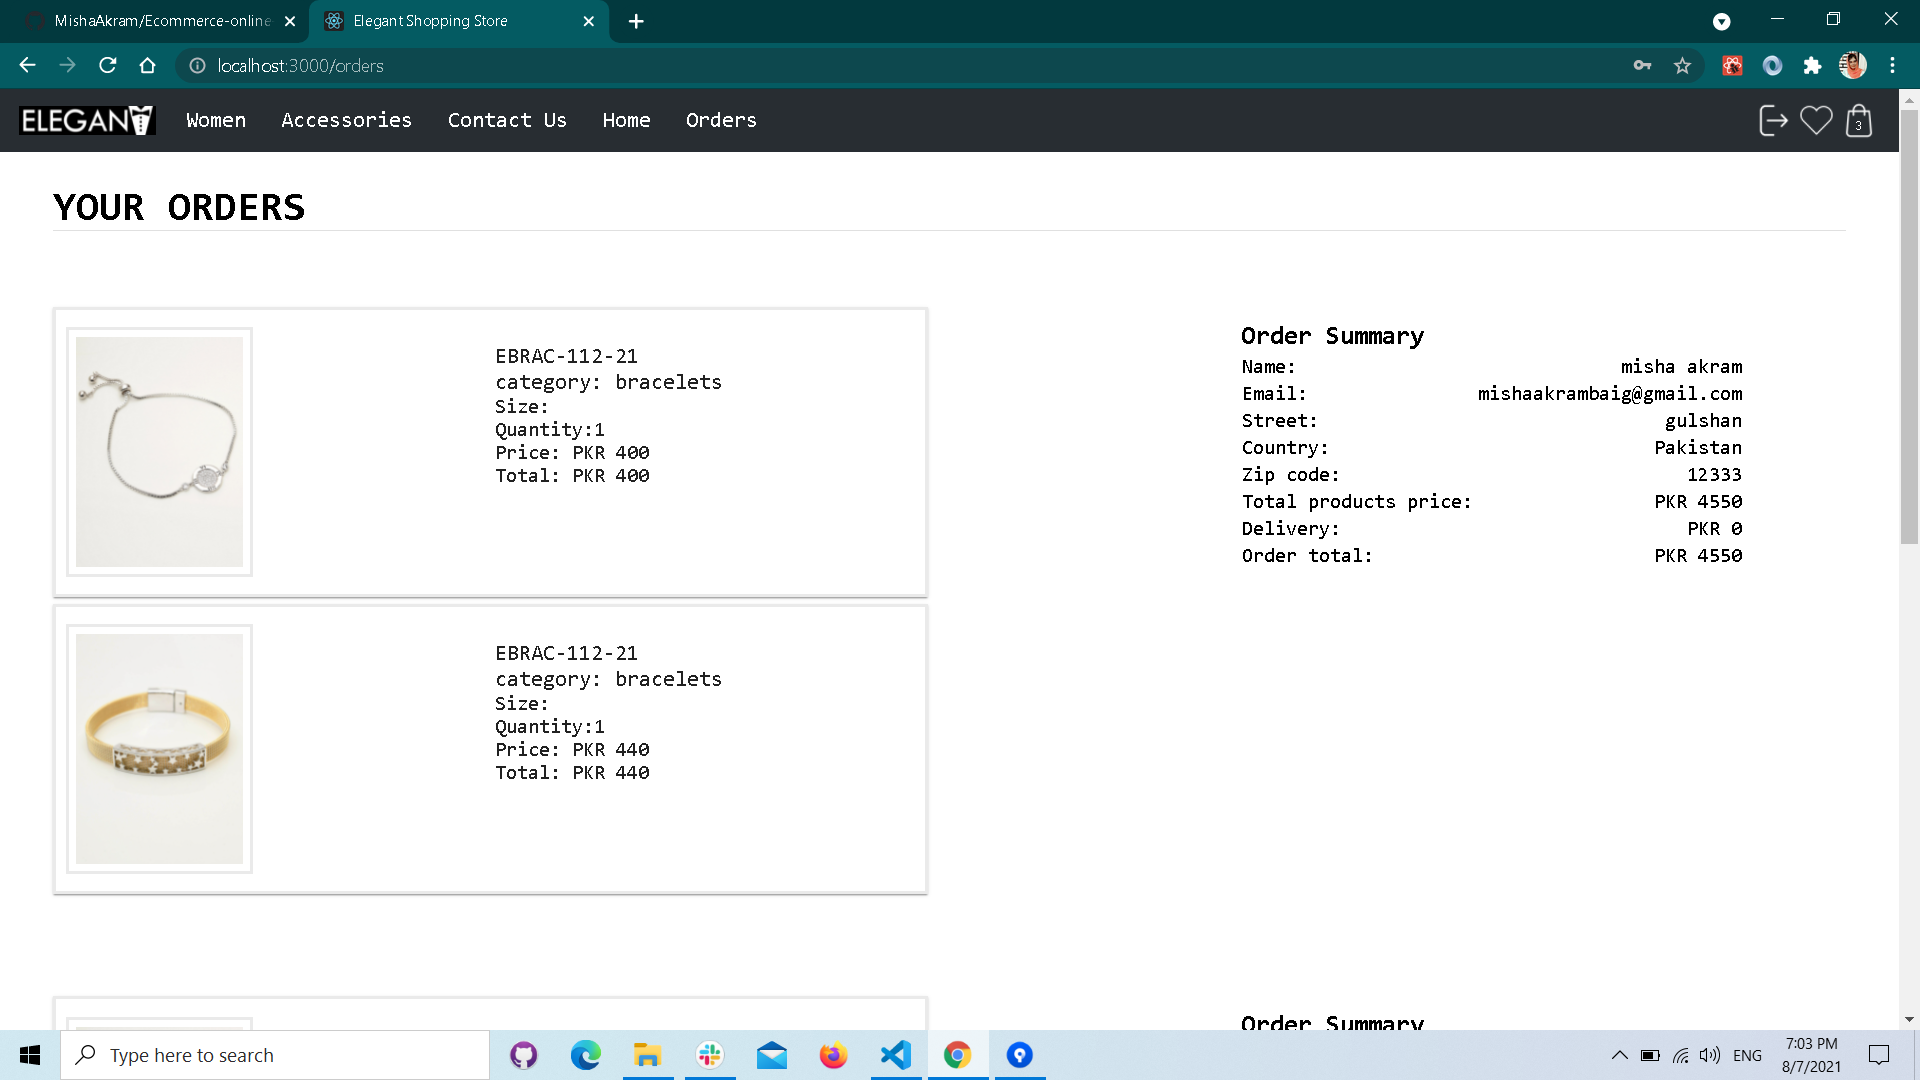 MishaAkram/Ecommerce-online
Elegant Shopping Store
localhost:3000/orders
ELEGANT
Women Accessories Contact Us Home Orders
3
YOUR ORDERS
EBRAC-112-21
category: bracelets
Size:
Quantity:1
Price: PKR 400
Total: PKR 400
Order Summary
Name: misha akram
Email: mishaakrambaig@gmail.com
Street: gulshan
Country: Pakistan
Zip code: 12333
Total products price: PKR 4550
Delivery: PKR 0
Order total: PKR 4550
EBRAC-112-21
category: bracelets
Size:
Quantity:1
Price: PKR 440
Total: PKR 440
Order Summary
Type here to search
ENG
7:03 PM
8/7/2021